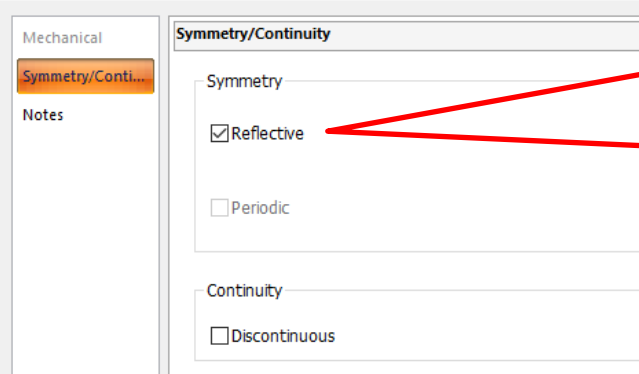 Mechanical
Symmetry/Conti...
Notes
Symmetry/Continuity
Symmetry
Reflective
Periodic
Continuity
Discontinuous